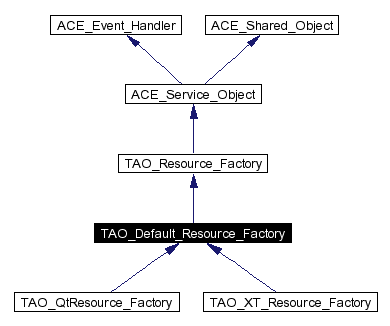 ACE_Event_Handler
ACE_Shared_Object
ACE_Service_Object
TAO_Resource_Factory
TAO_Default_Resource_Factory
TAO_QtResource_Factory
TAO_XT_Resource_Factory